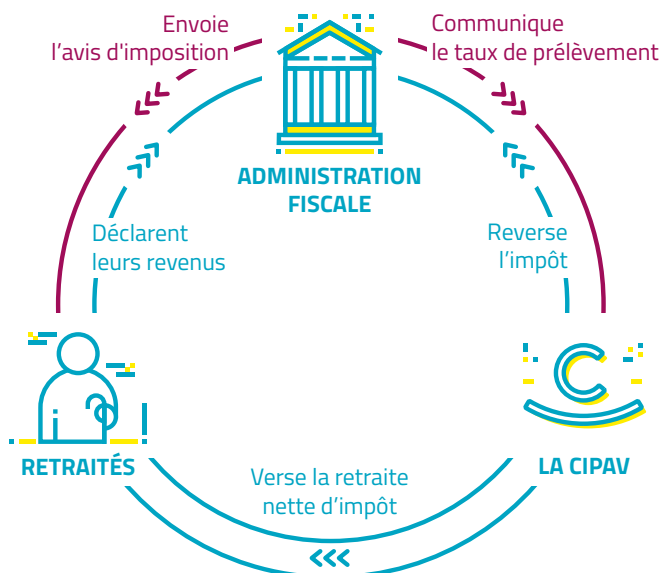 Envoie
l'avis d'imposition
Communique
le taux de prélèvement
ADMINISTRATION
FISCALE
Déclarent
leurs revenus
Reverse
l'impôt
RETRAITÉS
LA CIPAV
Verse la retraite
nette d'impôt